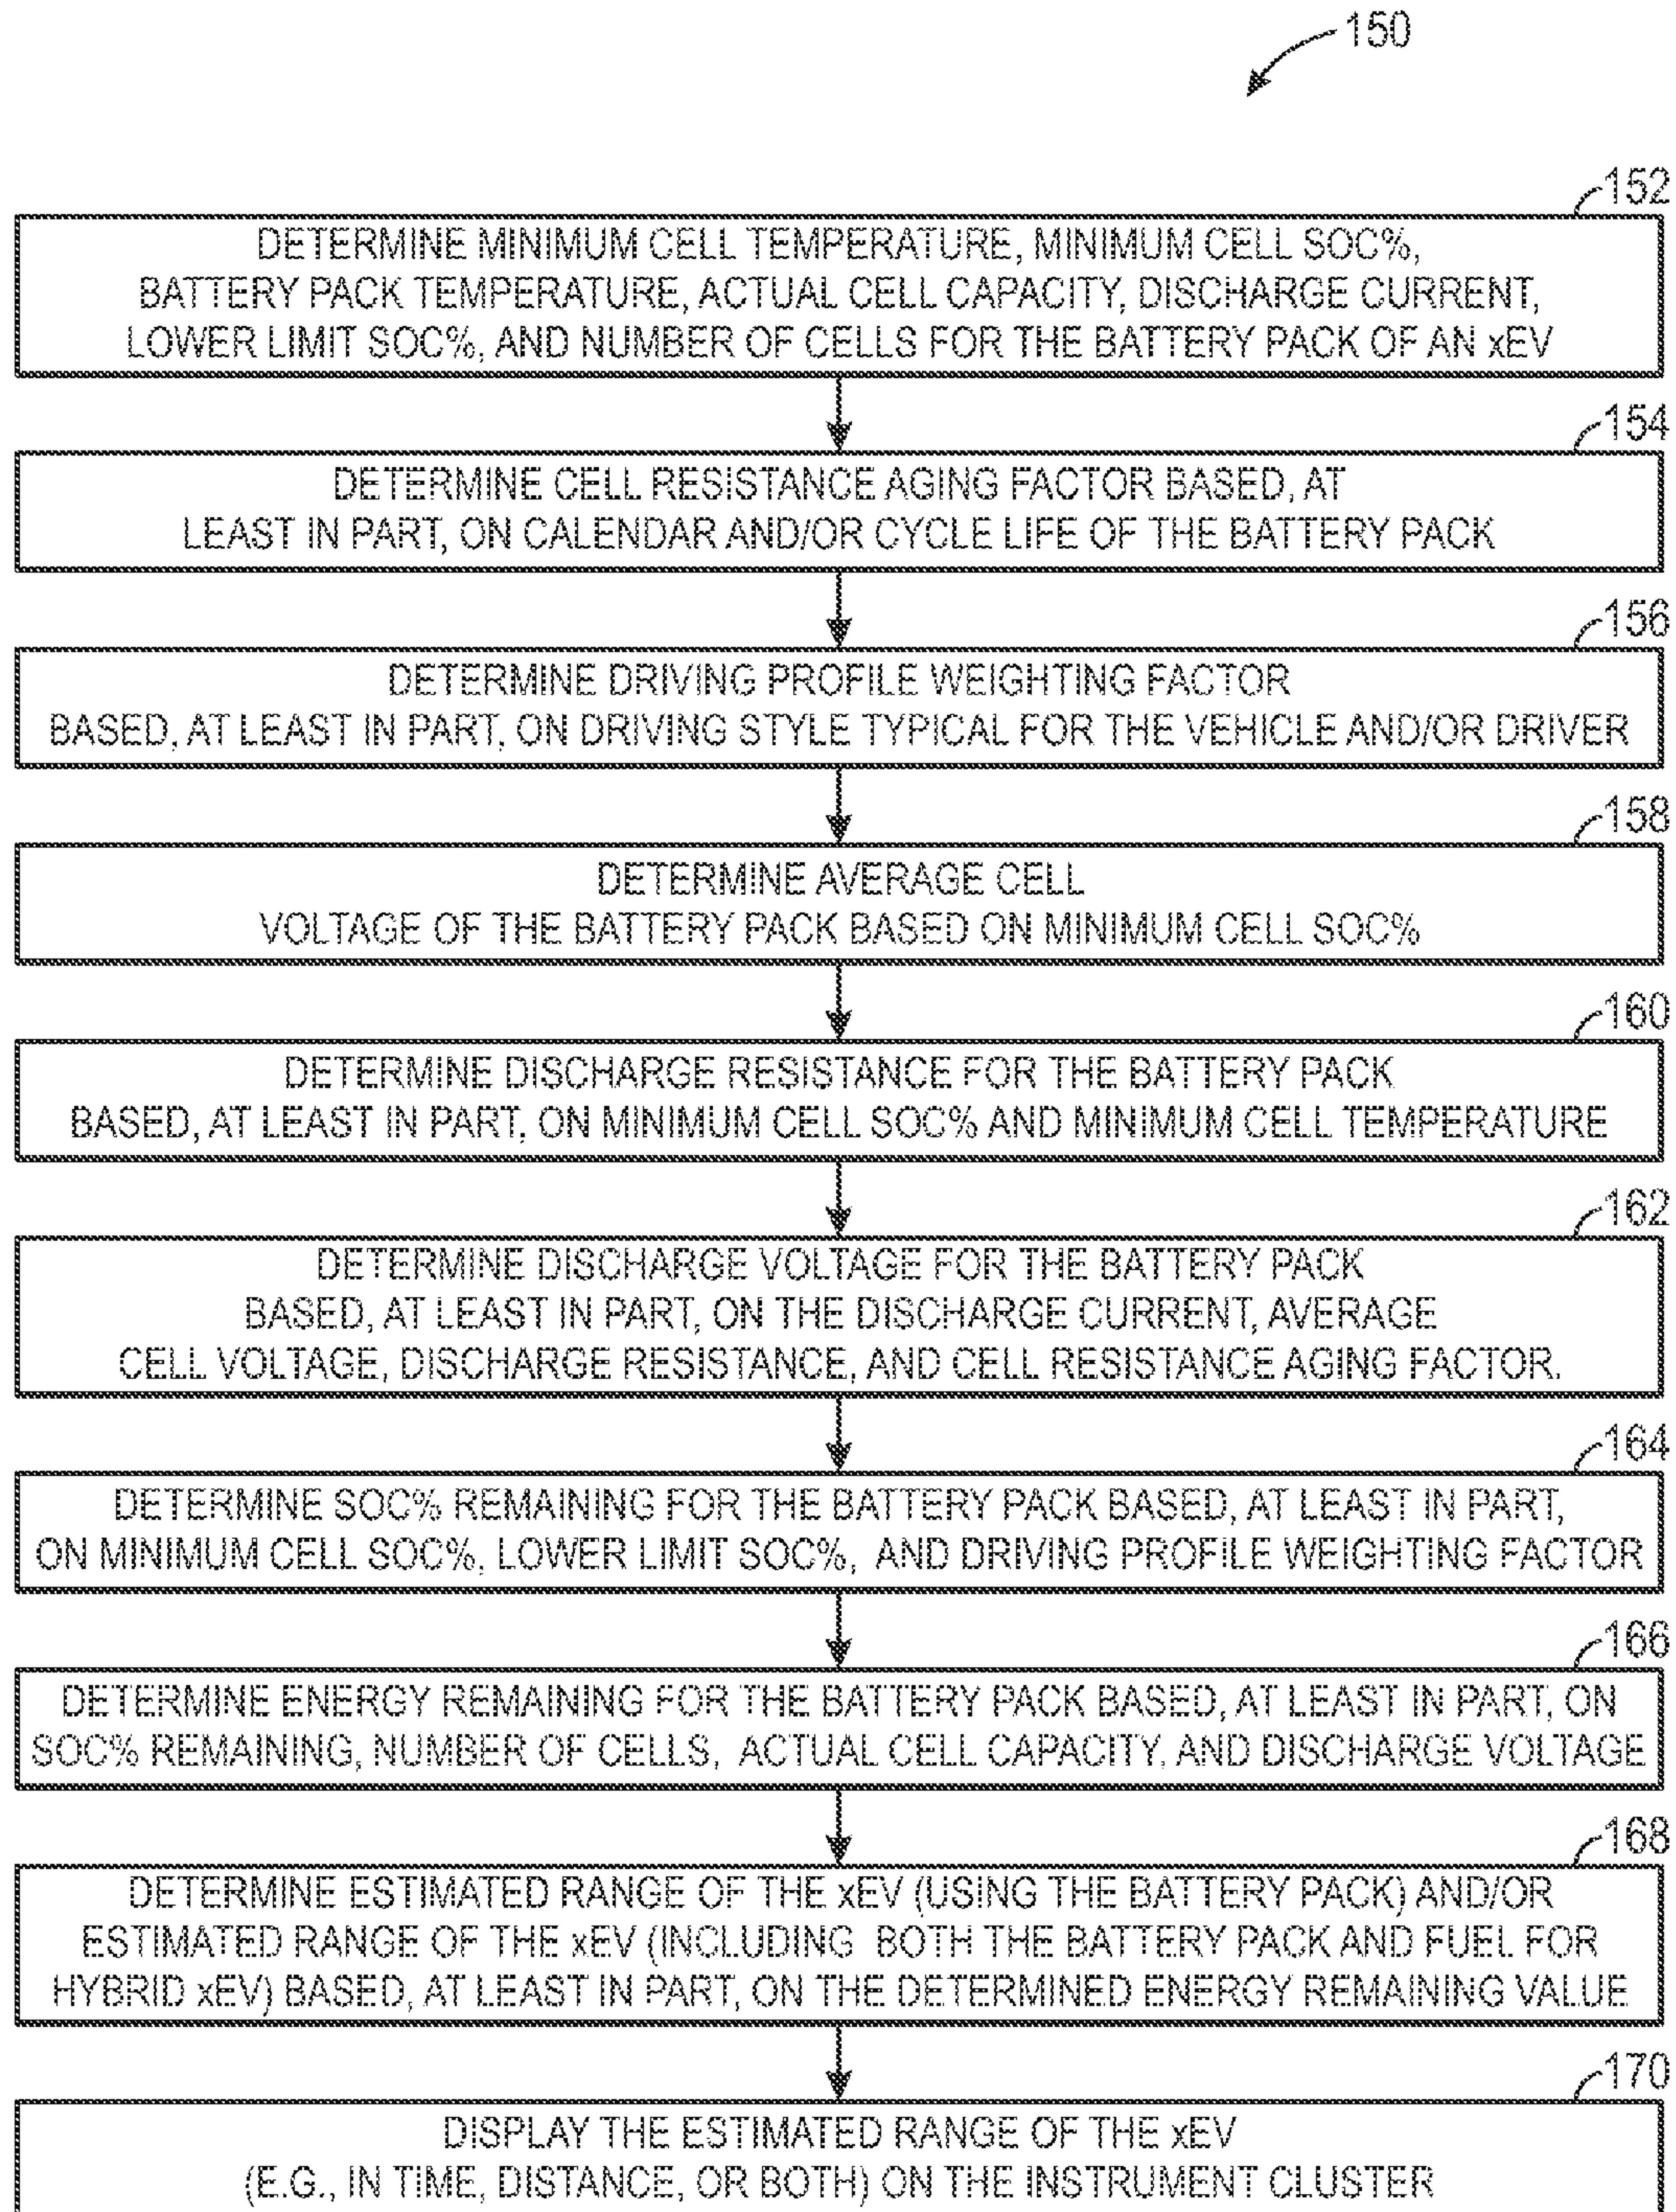 150
152
DETERMINE MINIMUM CELL TEMPERATURE, MINIMUM CELL SOC%,
BATTERY PACK TEMPERATURE, ACTUAL CELL CAPACITY, DISCHARGE CURRENT,
LOWER LIMIT SOC%, AND NUMBER OF CELLS FOR THE BATTERY PACK OF AN xEV
154
DETERMINE CELL RESISTANCE AGING FACTOR BASED, AT
LEAST IN PART, ON CALENDAR AND/OR CYCLE LIFE OF THE BATTERY PACK
156
DETERMINE DRIVING PROFILE WEIGHTING FACTOR
BASED, AT LEAST IN PART, ON DRIVING STYLE TYPICAL FOR THE VEHICLE AND/OR DRIVER
158
DETERMINE AVERAGE CELL
VOLTAGE OF THE BATTERY PACK BASED ON MINIMUM CELL SOC%
160
DETERMINE DISCHARGE RESISTANCE FOR THE BATTERY PACK
BASED, AT LEAST IN PART, ON MINIMUM CELL SOC% AND MINIMUM CELL TEMPERATURE
162
DETERMINE DISCHARGE VOLTAGE FOR THE BATTERY PACK
BASED, AT LEAST IN PART, ON THE DISCHARGE CURRENT, AVERAGE
CELL VOLTAGE, DISCHARGE RESISTANCE, AND CELL RESISTANCE AGING FACTOR.
164
DETERMINE SOC% REMAINING FOR THE BATTERY PACK BASED, AT LEAST IN PART,
ON MINIMUM CELL SOC%, LOWER LIMIT SOC%, AND DRIVING PROFILE WEIGHTING FACTOR
166
DETERMINE ENERGY REMAINING FOR THE BATTERY PACK BASED, AT LEAST IN PART, ON
SOC% REMAINING, NUMBER OF CELLS, ACTUAL CELL CAPACITY, AND DISCHARGE VOLTAGE
168
DETERMINE ESTIMATED RANGE OF THE xEV (USING THE BATTERY PACK) AND/OR
ESTIMATED RANGE OF THE xEV (INCLUDING BOTH THE BATTERY PACK AND FUEL FOR
HYBRID xEV) BASED, AT LEAST IN PART, ON THE DETERMINED ENERGY REMAINING VALUE
170
DISPLAY THE ESTIMATED RANGE OF THE xEV
(E.G., IN TIME, DISTANCE, OR BOTH) ON THE INSTRUMENT CLUSTER